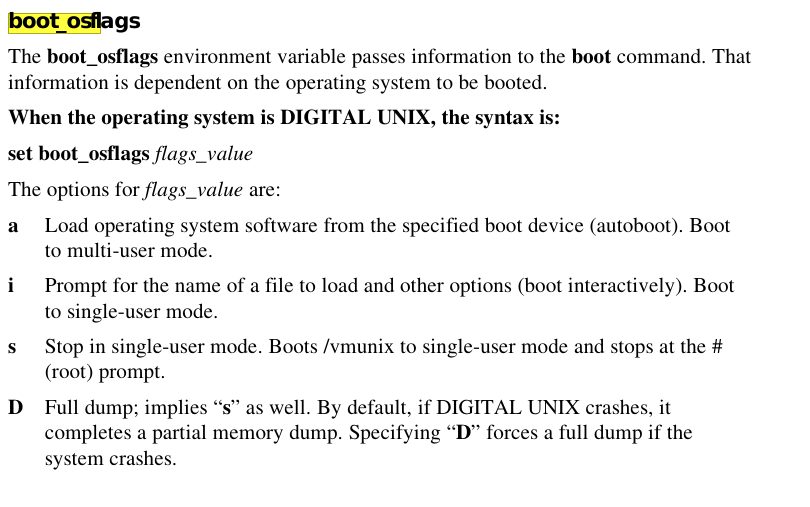 boot_osflags
The boot_osflags environment variable passes information to the boot command. That
information is dependent on the operating system to be booted.
When the operating system is DIGITAL UNIX, the syntax is:
set boot_osflags flags_value
The options for flags_value are:
a Load operating system software from the specified boot device (autoboot). Boot
to multi-user mode.
i Prompt for the name of a file to load and other options (boot interactively). Boot
to single-user mode.
s Stop in single-user mode. Boots /vmunix to single-user mode and stops at the #
(root) prompt.
D Full dump; implies “s” as well. By default, if DIGITAL UNIX crashes, it
completes a partial memory dump. Specifying “D” forces a full dump if the
system crashes.